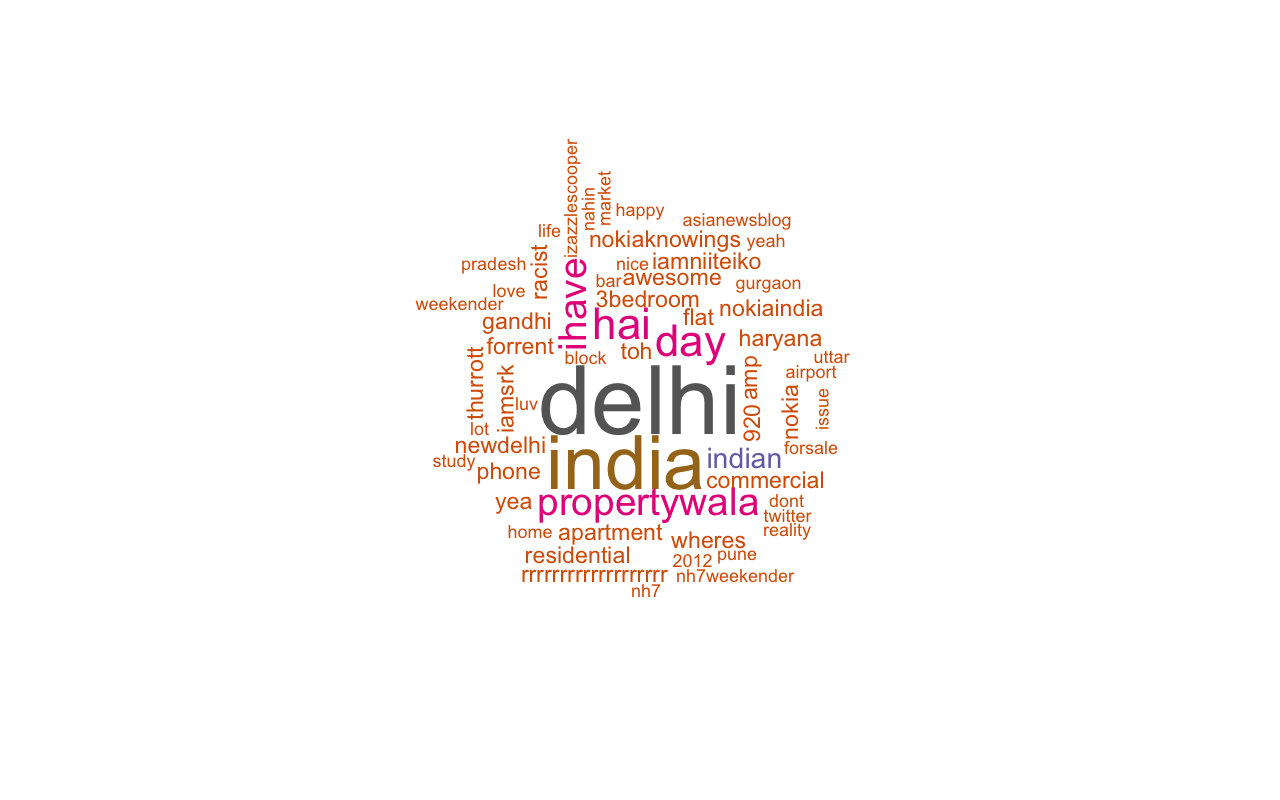 izazzlescooper
nahin
market
happy
asianewsblog
life
nokiaknowings
yeah
racist
pradesh
nice
iamniiteiko
bar
awesome
gurgaon
love
weekender
ihave
3bedroom
nokiaindia
gandhi
hai
flat
day
haryana
forrent
block
toh
uttar
airport
thurrott
iamsrk
luv
delhi
amp
920
nokia
issue
lot
newdelhi
forsale
study
phone
india
indian
commercial
yea
propertywala
dont
twitter
reality
home
apartment
wheres
residential
2012
pune
rrrrrrrrrrrrrrrrrrr
nh7weekender
nh7